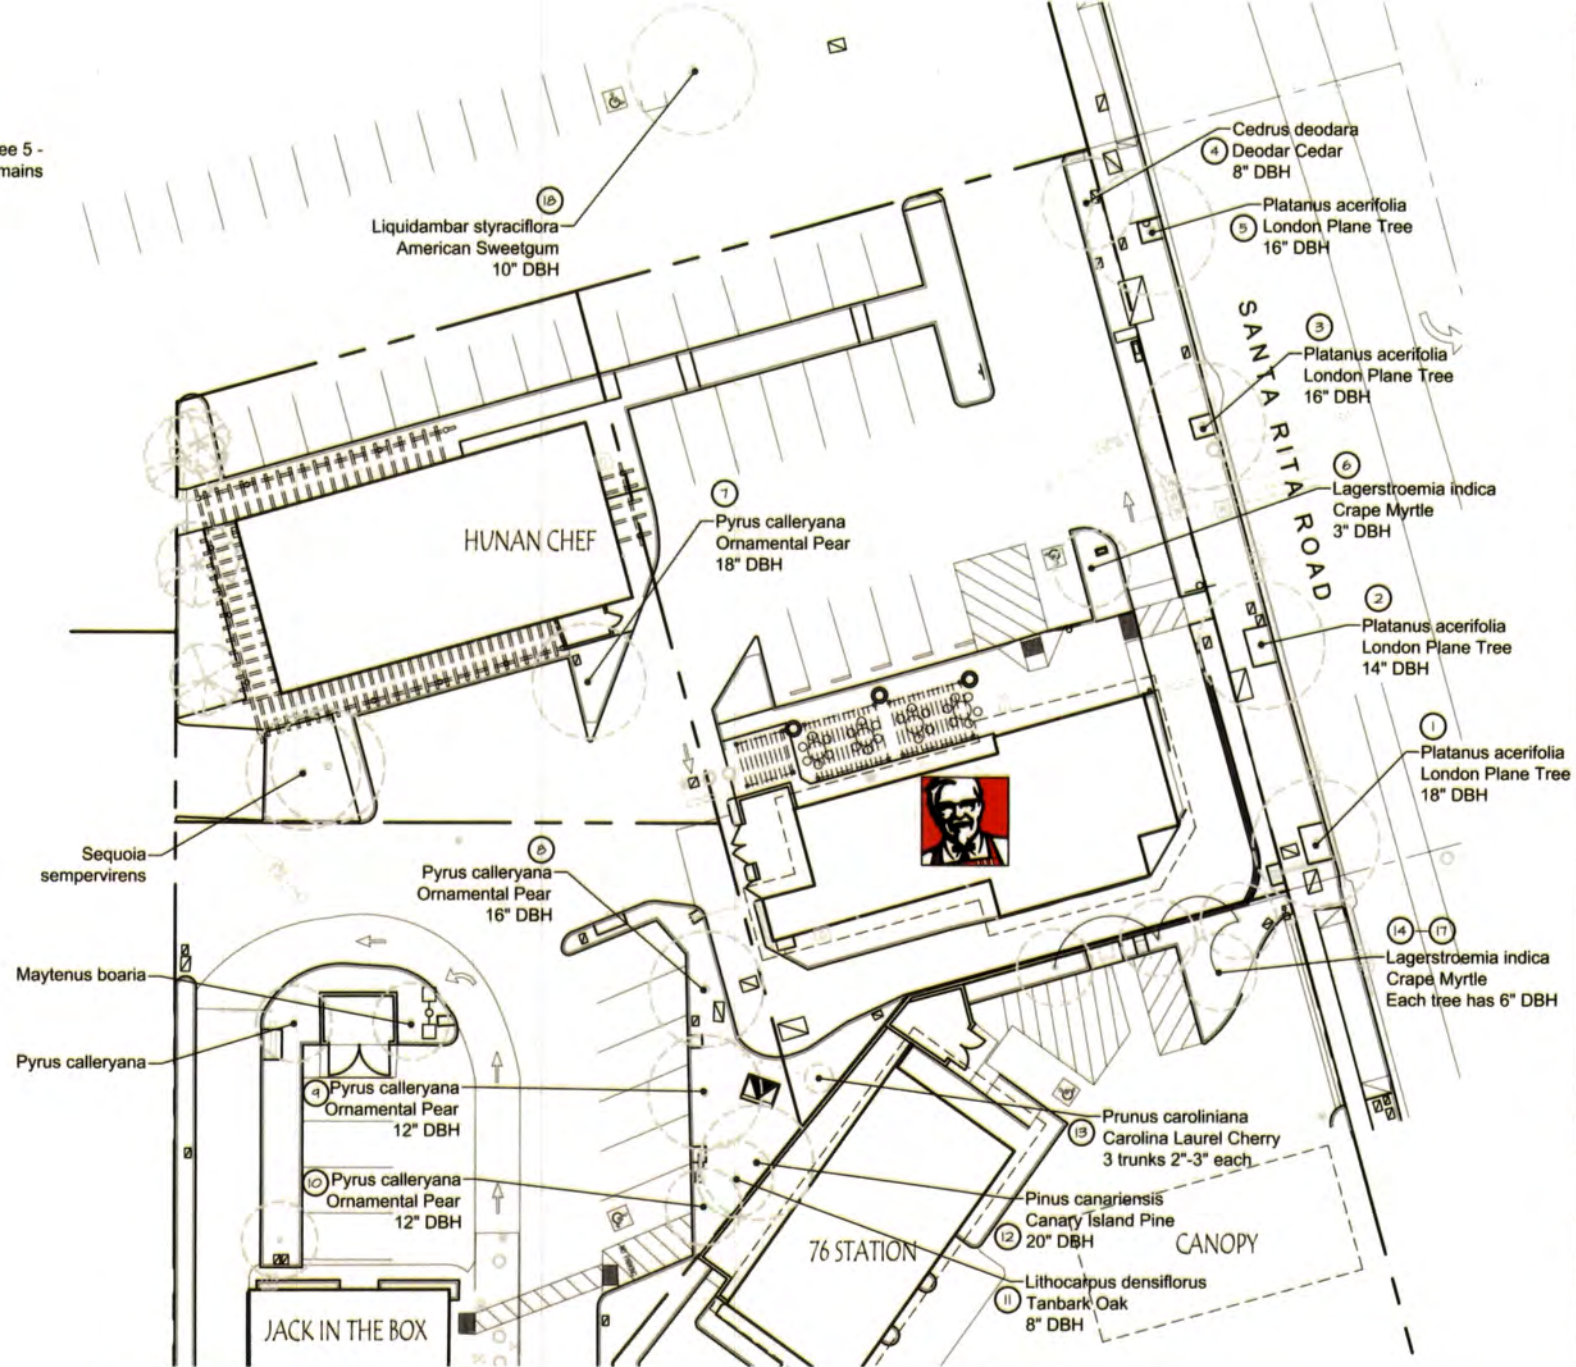 ee 5 -
mains
Cedrus deodara
4 Deodar Cedar
8" DBH
Platanus acerifolia
5 London Plane Tree
16" DBH
18
Liquidambar styraciflora
American Sweetgum
10" DBH
SANTA RITA ROAD
3
Platanus acerifolia
London Plane Tree
16" DBH
6
Lagerstroemia indica
Crape Myrtle
3" DBH
7
Pyrus calleryana
Ornamental Pear
18" DBH
HUNAN CHEF
2
Platanus acerifolia
London Plane Tree
14" DBH
1
Platanus acerifolia
London Plane Tree
18" DBH
Sequoia
sempervirens
8
Pyrus calleryana
Ornamental Pear
16" DBH
14-17
Lagerstroemia indica
Crape Myrtle
Each tree has 6" DBH
Maytenus boaria
Pyrus calleryana
9 Pyrus calleryana
Ornamental Pear
12" DBH
Prunus caroliniana
13 Carolina Laurel Cherry
3 trunks 2"-3" each
10 Pyrus calleryana
Ornamental Pear
12" DBH
Pinus canariensis
Canary Island Pine
12 20" DBH
76 STATION
CANOPY
Lithocarpus densiflorus
11 Tanbark Oak
8" DBH
JACK IN THE BOX